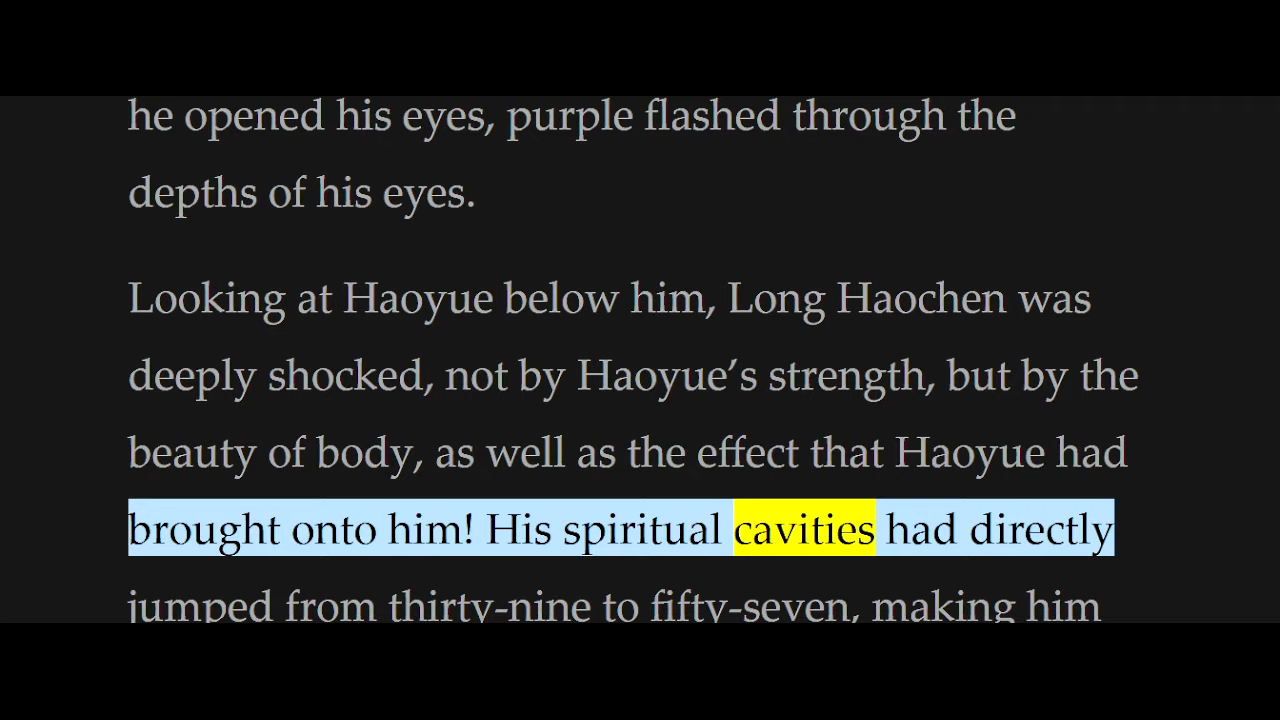 he opened his eyes, purple flashed through the
depths of his eyes.
Looking at Haoyue below him, Long Haochen was
deeply shocked, not by Haoyue’s strength, but by the
beauty of body, as well as the effect that Haoyue had
brought onto him! His spiritual cavities had directly
jumped from thirty-nine to fifty-seven, making him